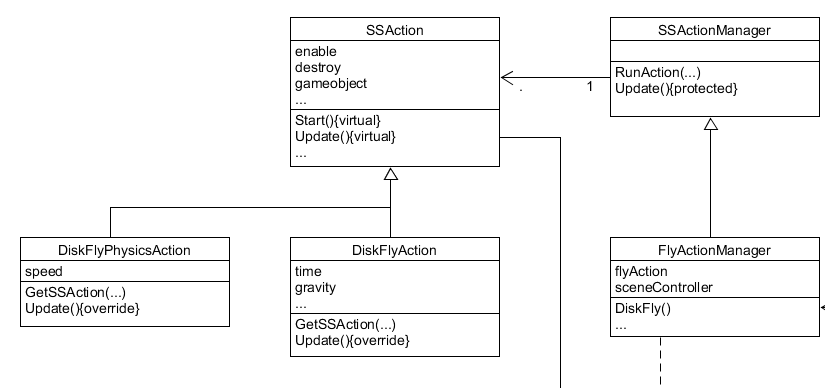 SSAction
enable
destroy
gameobject
...
Start(){virtual}
Update(){virtual}
...
SSActionManager
RunAction(...)
Update(){protected}
.
1
DiskFlyPhysicsAction
speed
GetSSAction(...)
Update(){override}
DiskFlyAction
time
gravity
...
GetSSAction(...)
Update(){override}
FlyActionManager
flyAction
sceneController
DiskFly()
...